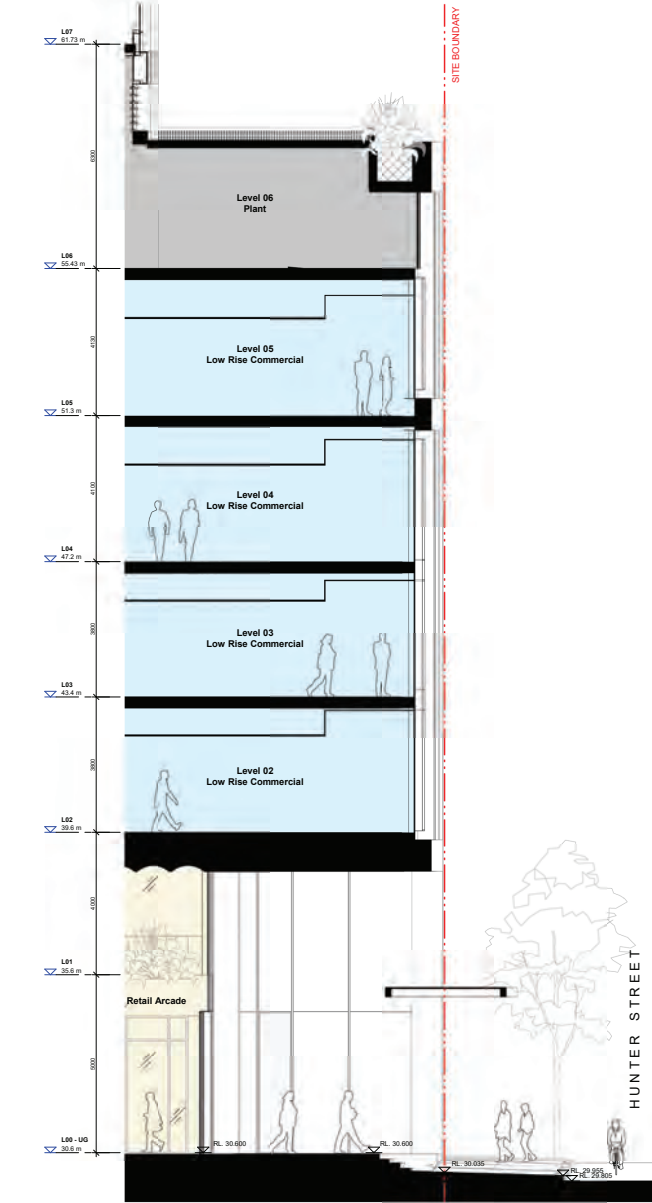 L07
61.73 m
SITE BOUNDARY
6300
Level 06
Plant
L06
55.43 m
4130
Level 05
Low Rise Commercial
L05
51.3 m
4100
Level 04
Low Rise Commercial
L04
47.2 m
3800
Level 03
Low Rise Commercial
L03
43.4 m
3800
Level 02
Low Rise Commercial
L02
39.6 m
4000
L01
35.6 m
Retail Arcade
HUNTER STREET
5000
L00 - UG
30.6 m
RL. 30.600
RL. 30.600
RL. 30.035
RL. 29.955
RL. 29.805